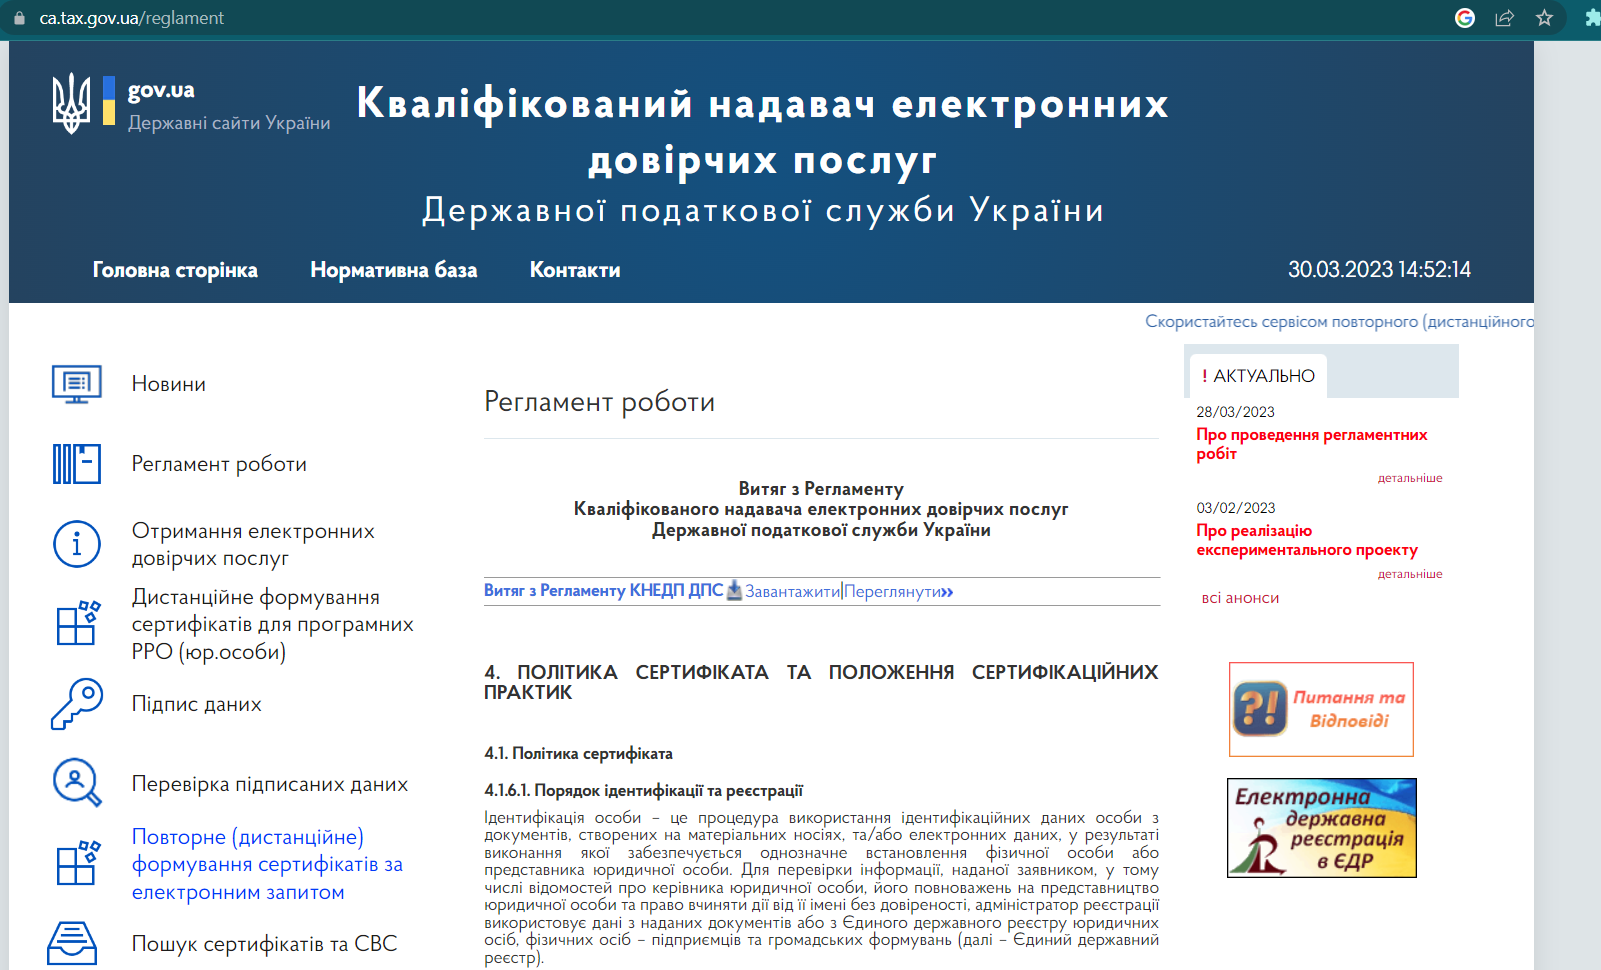 ca.tax.gov.ua/reglament
gov.ua
Державні сайти України
Кваліфікований надавач електронних
довірчих послуг
Державної податкової служби України
Головна сторінка
Нормативна база
Контакти
30.03.2023 14:52:14
Скористайтесь сервісом повторного (дистанційного
Новини
Регламент роботи
Отримання електронних
довірчих послуг
Дистанційне формування
сертифікатів для програмних
РРО (юр.особи)
Підпис даних
Перевірка підписаних даних
Повторне (дистанційне)
формування сертифікатів за
електронним запитом
Пошук сертифікатів та СВС
Регламент роботи
Витяг з Регламенту
Кваліфікованого надавача електронних довірчих послуг
Державної податкової служби України
Витяг з Регламенту КНЕДП ДПС Завантажити|Переглянути»
4. ПОЛІТИКА СЕРТИФІКАТА ТА ПОЛОЖЕННЯ СЕРТИФІКАЦІЙНИХ
ПРАКТИК
4.1. Політика сертифіката
4.1.6.1. Порядок ідентифікації та реєстрації
Ідентифікація особи – це процедура використання ідентифікаційних даних особи з
документів, створених на матеріальних носіях, та/або електронних даних, у результаті
виконання якої забезпечується однозначне встановлення фізичної особи або
представника юридичної особи. Для перевірки інформації, наданої заявником, у тому
числі відомостей про керівника юридичної особи, його повноважень на представництво
юридичної особи та право вчиняти дії від її імені без довіреності, адміністратор реєстрації
використовує дані з наданих документів або з Єдиного державного реєстру юридичних
осіб, фізичних осіб – підприємців та громадських формувань (далі – Єдиний державний
реєстр).
! АКТУАЛЬНО
28/03/2023
Про проведення регламентних
робіт
детальніше
03/02/2023
Про реалізацію
експериментального проекту
детальніше
всі анонси
?! Питання та
Відповіді
Електронна
державна
реєстрація
в ЄДР